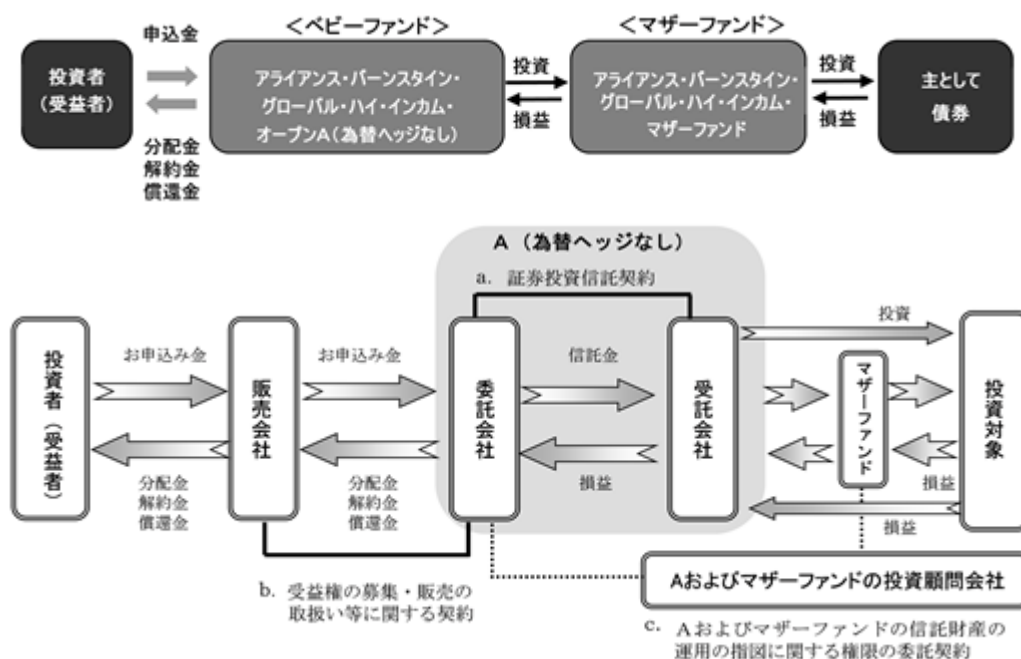 ＜ベビーファンド＞
＜マザーファンド＞
申込金
投資者
（受益者）
アライアンス・バーンスタイン・
グローバル・ハイ・インカム・
オープンA（為替ヘッジなし）
投資
損益
アライアンス・バーンスタイン・
グローバル・ハイ・インカム・
マザーファンド
投資
損益
主として
債券
分配金
解約金
償還金
A （為替ヘッジなし）
a. 証券投資信託契約
投資者（受益者）
お申込み金
分配金
解約金
償還金
販売会社
お申込み金
分配金
解約金
償還金
委託会社
信託金
損益
受託会社
投資
マザーファンド
損益
損益
投資対象
b. 受益権の募集・販売の
取扱い等に関する契約
Aおよびマザーファンドの投資顧問会社
c. Aおよびマザーファンドの信託財産の
運用の指図に関する権限の委託契約